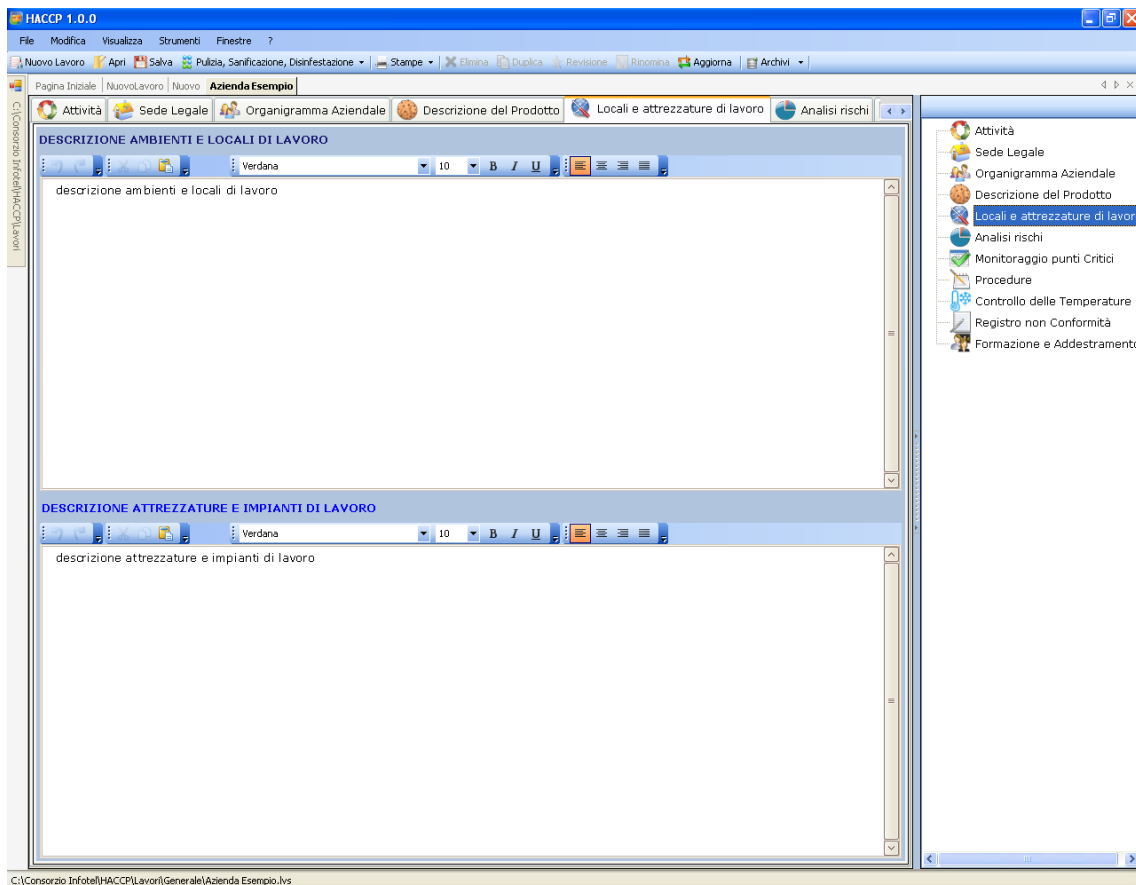 HACCP 1.0.0
File Modifica Visualizza Strumenti Finestre ?
Nuovo Lavoro Apri Salva Pulizia, Sanificazione, Disinfestazione Stampe Elimina Duplica Revisione Rinomina Aggiorna Archivi
Pagina Iniziale NuovoLavoro Nuovo Azienda Esempio
C:\Consorzio Infotel\HACCP\Lavori
Attività Sede Legale Organigramma Aziendale Descrizione del Prodotto Locali e attrezzature di lavoro Analisi rischi
DESCRIZIONE AMBIENTI E LOCALI DI LAVORO
Verdana 10 B I U
descrizione ambienti e locali di lavoro
DESCRIZIONE ATTREZZATURE E IMPIANTI DI LAVORO
Verdana 10 B I U
descrizione attrezzature e impianti di lavoro
Attività
Sede Legale
Organigramma Aziendale
Descrizione del Prodotto
Locali e attrezzature di lavor
Analisi rischi
Monitoraggio punti Critici
Procedure
Controllo delle Temperature
Registro non Conformità
Formazione e Addestramento
C:\Consorzio Infotel\HACCP\Lavori\Generale\Azienda Esempio.lvs